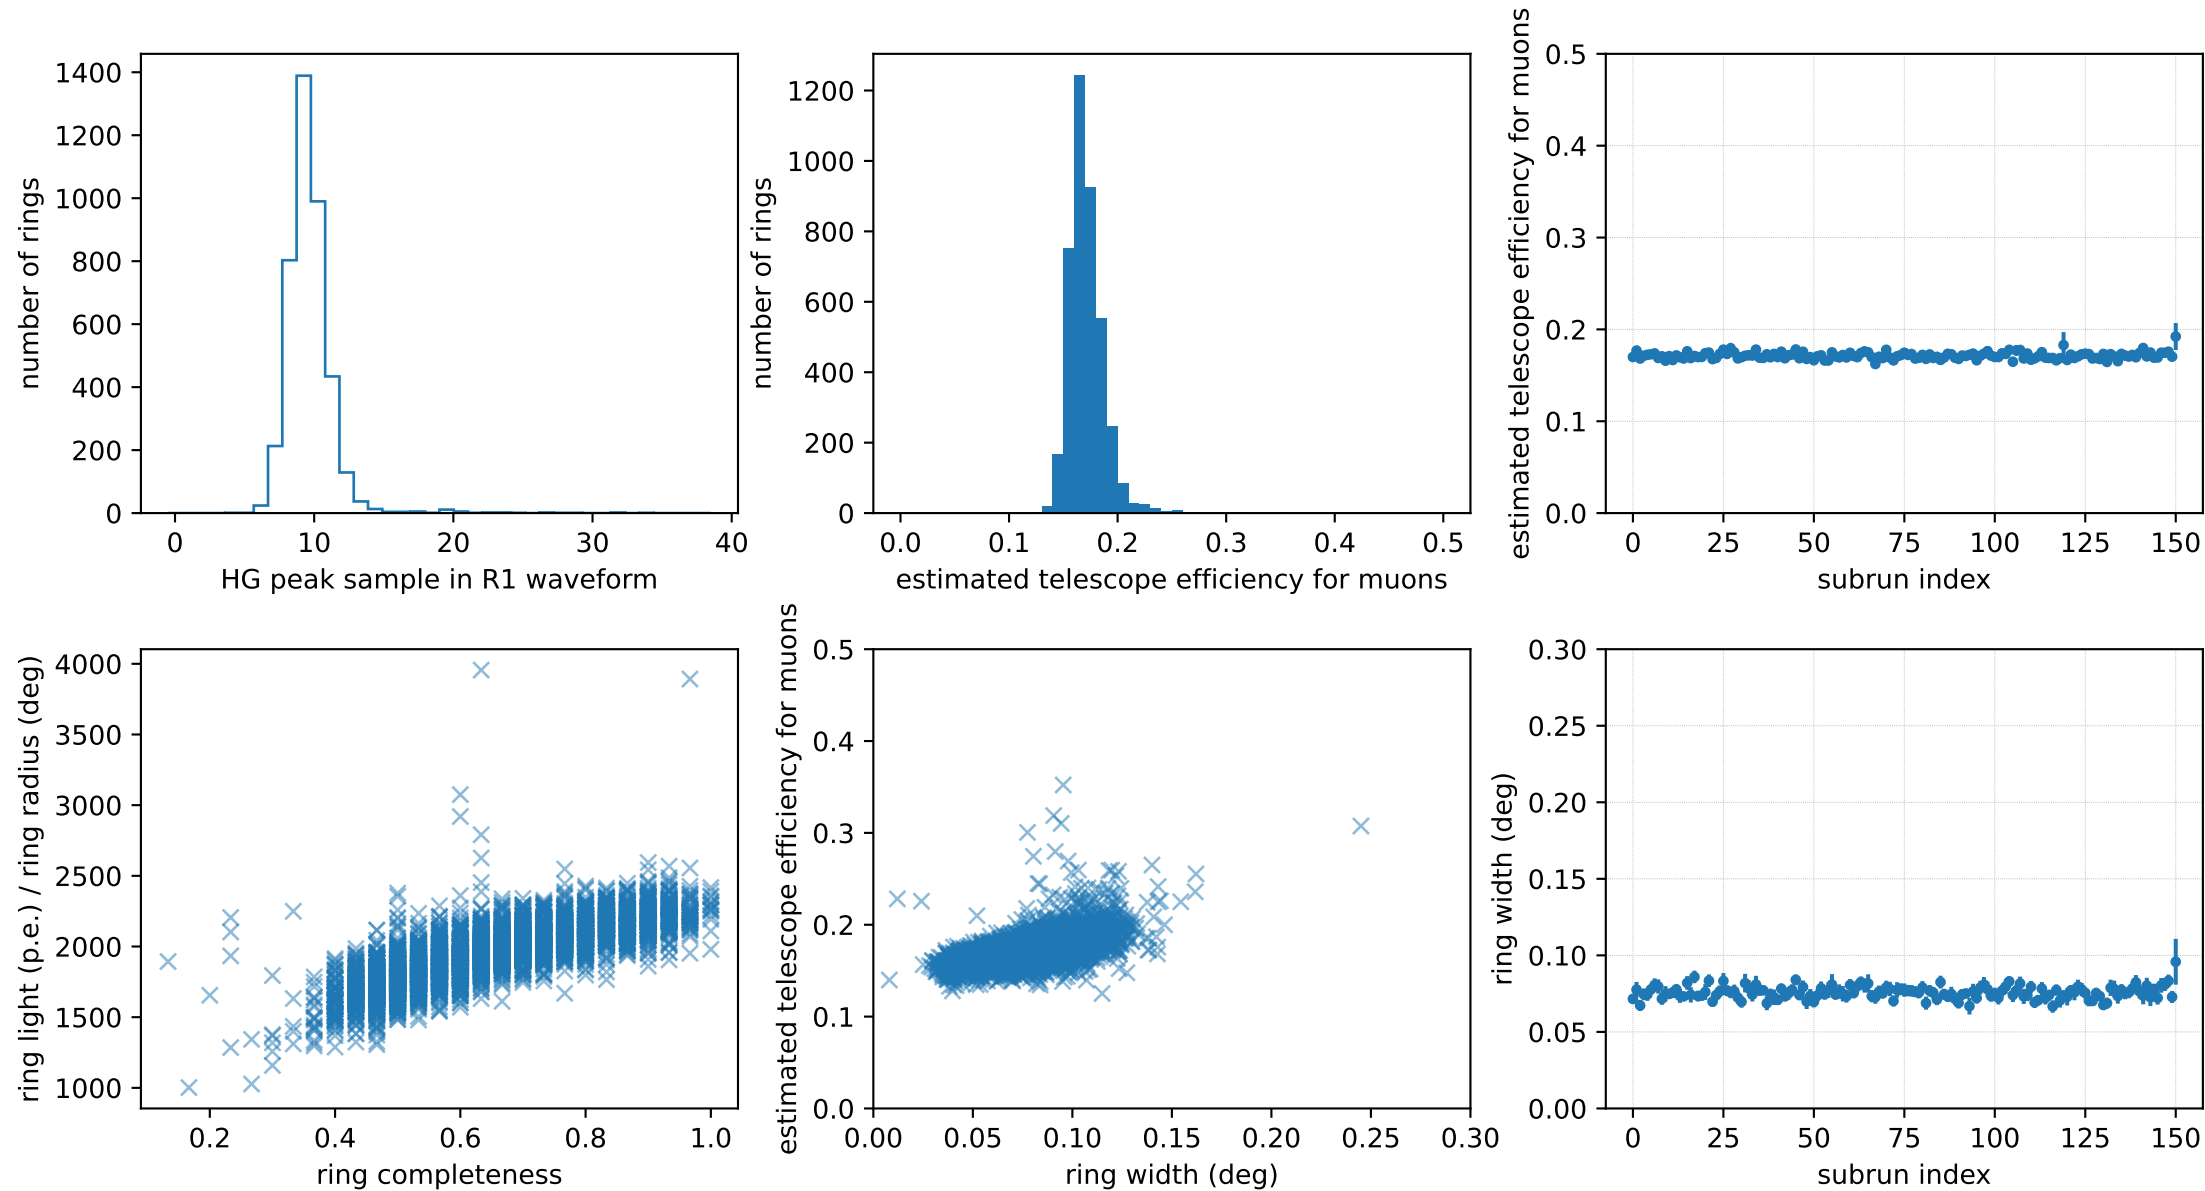 number of rings
1400
1200
1000
800
600
400
200
0
0 10 20 30 40
HG peak sample in R1 waveform
number of rings
1200
1000
800
600
400
200
0
0.0 0.1 0.2 0.3 0.4 0.5
estimated telescope efficiency for muons
estimated telescope efficiency for muons
0.5
0.4
0.3
0.2
0.1
0.0
0 25 50 75 100 125 150
subrun index
ring light (p.e.) / ring radius (deg)
4000
3500
3000
2500
2000
1500
1000
0.2 0.4 0.6 0.8 1.0
ring completeness
estimated telescope efficiency for muons
0.5
0.4
0.3
0.2
0.1
0.0
0.00 0.05 0.10 0.15 0.20 0.25 0.30
ring width (deg)
ring width (deg)
0.30
0.25
0.20
0.15
0.10
0.05
0.00
0 25 50 75 100 125 150
subrun index